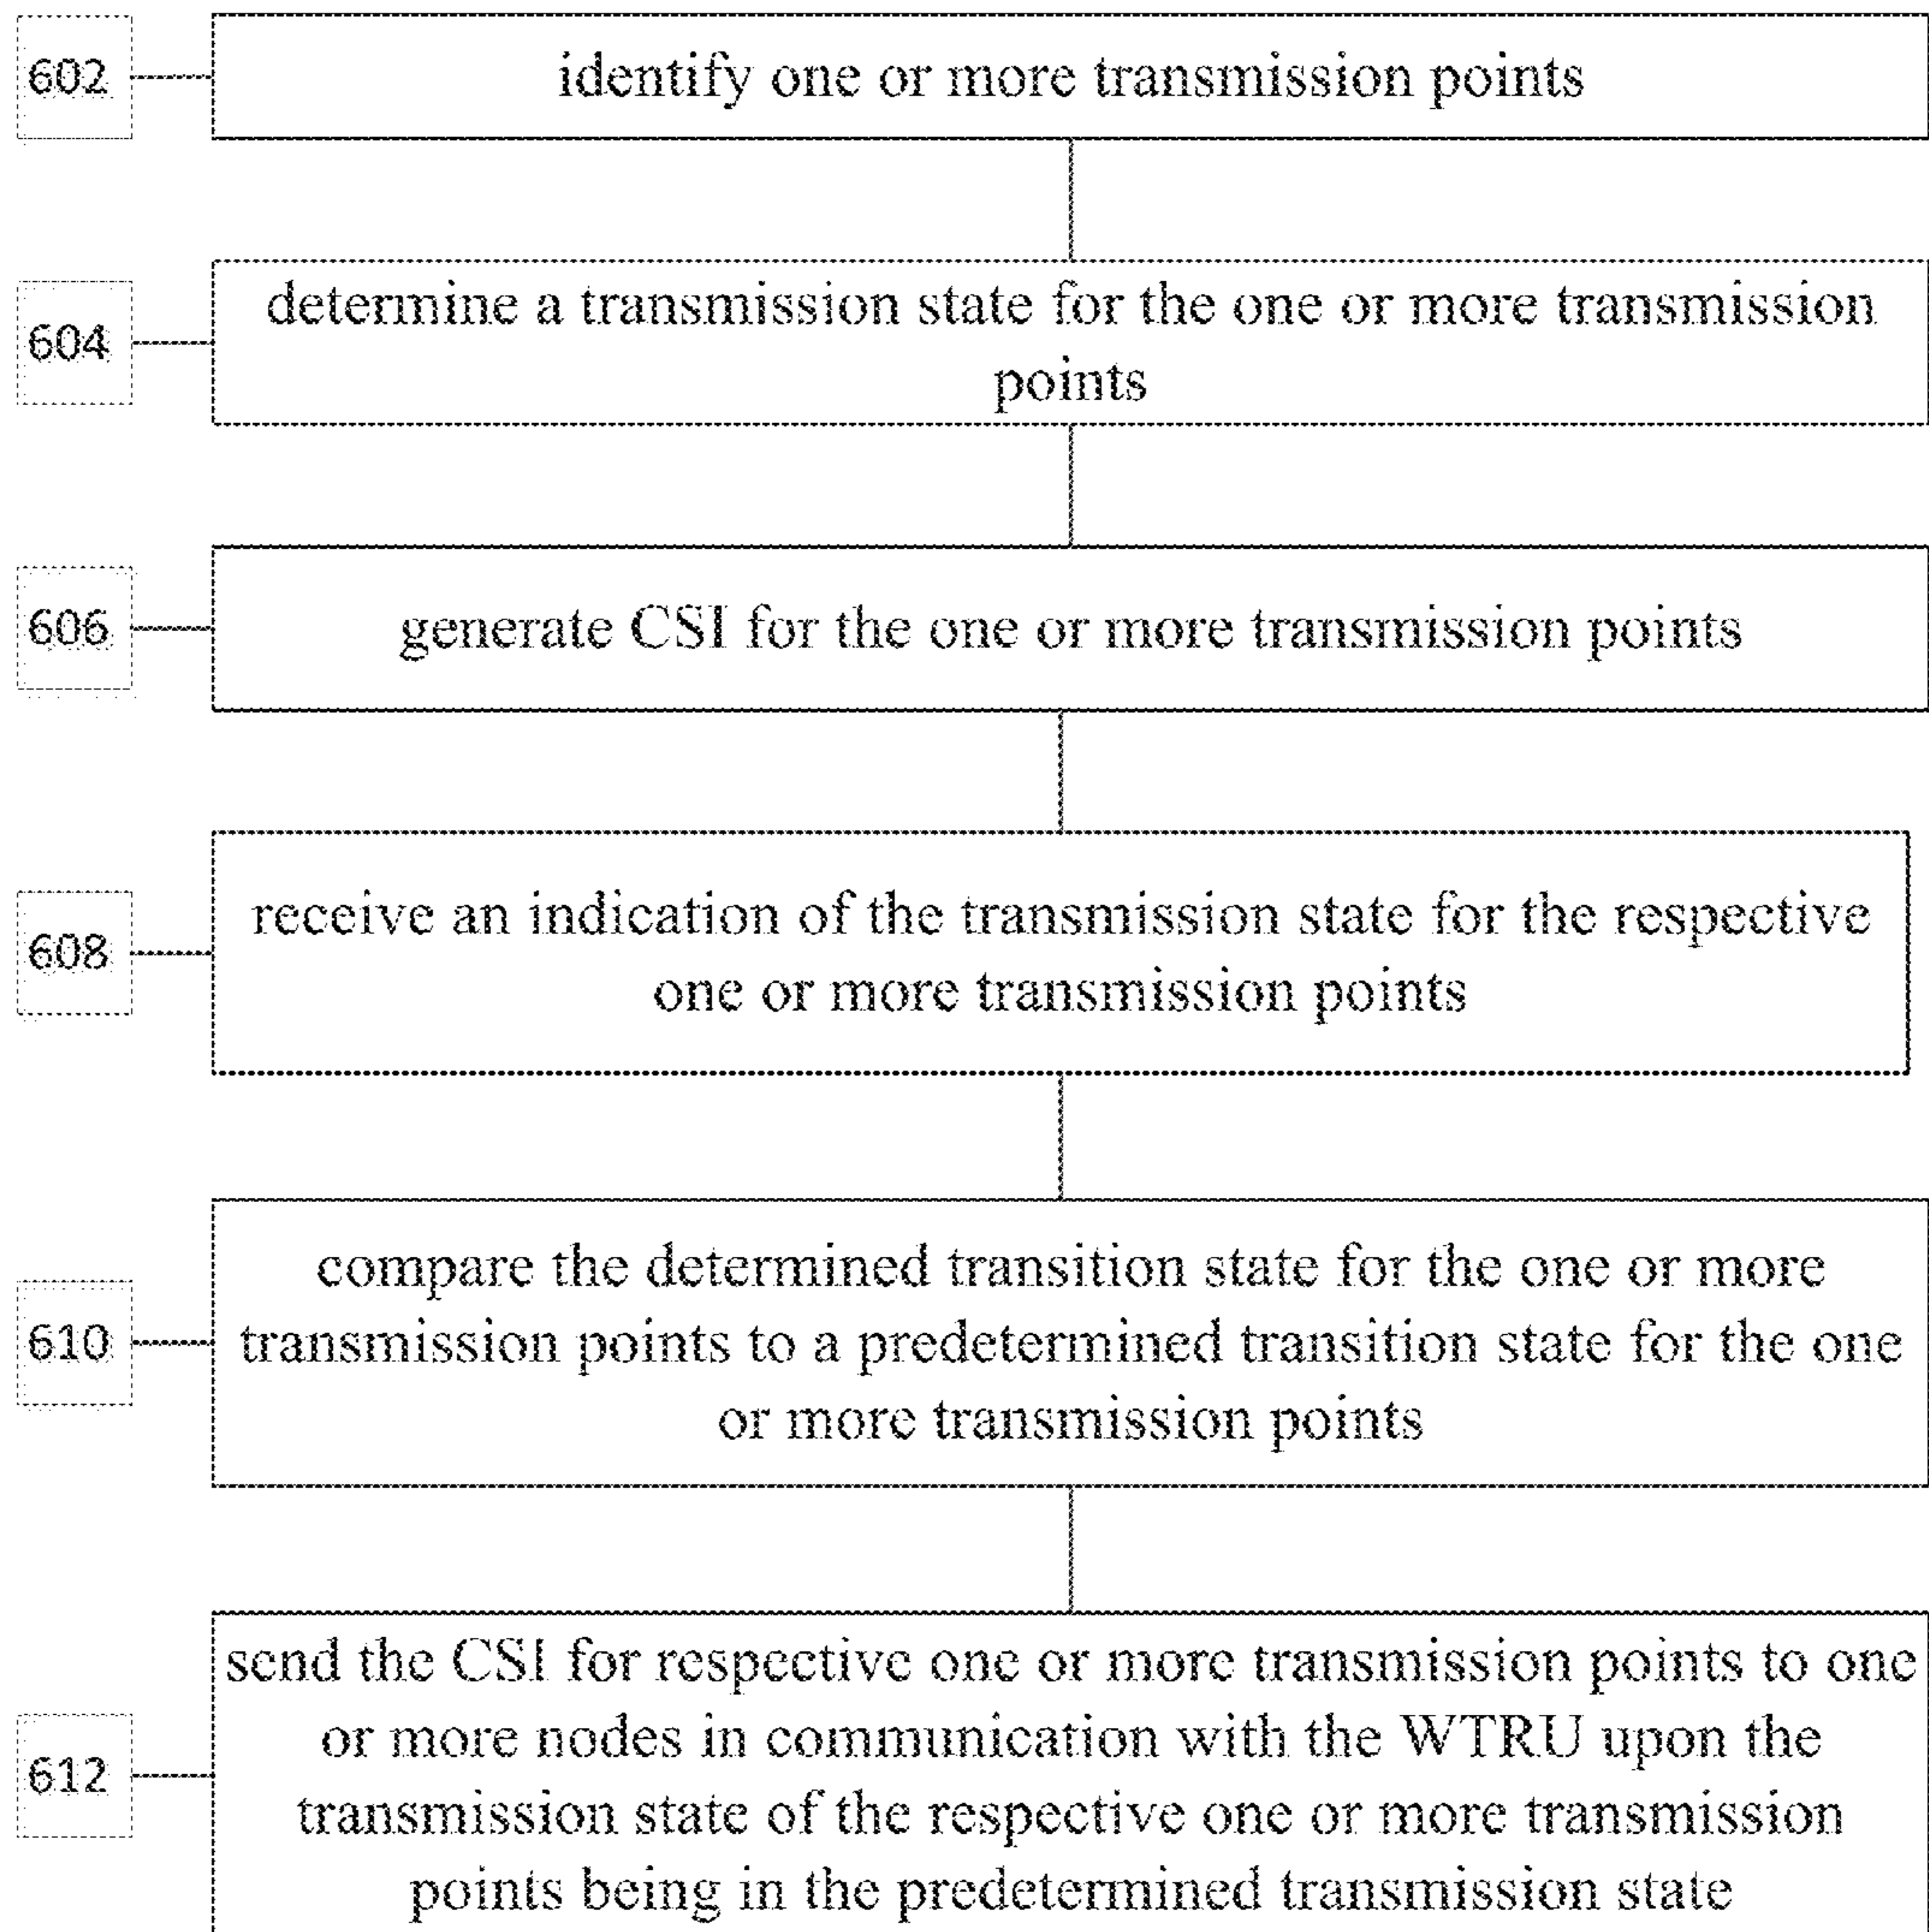 602
identify one or more transmission points
604
determine a transmission state for the one or more transmission
points
606
generate CSI for the one or more transmission points
608
receive an indication of the transmission state for the respective
one or more transmission points
610
compare the determined transition state for the one or more
transmission points to a predetermined transition state for the one
or more transmission points
612
send the CSI for respective one or more transmission points to one
or more nodes in communication with the WTRU upon the
transmission state of the respective one or more transmission
points being in the predetermined transmission state